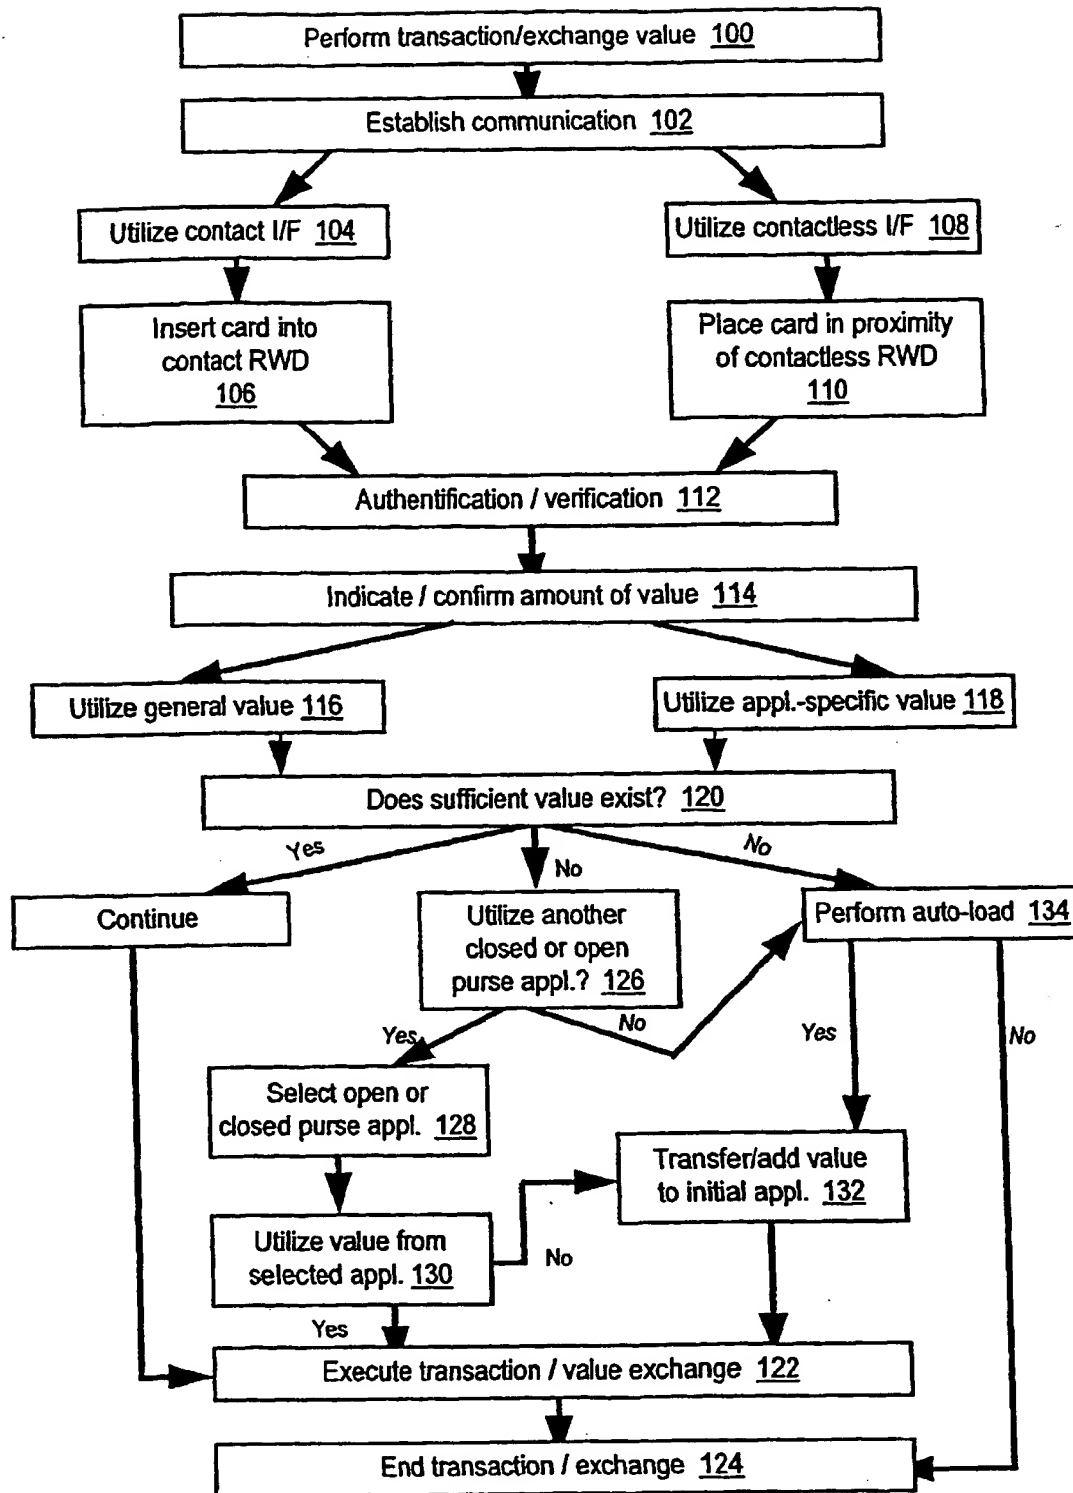 Perform transaction/exchange value 100
Establish communication 102
Utilize contact I/F 104
Utilize contactless I/F 108
Insert card into
contact RWD
106
Place card in proximity
of contactless RWD
110
Authentification / verification 112
Indicate / confirm amount of value 114
Utilize general value 116
Utilize appl.-specific value 118
Does sufficient value exist? 120
Yes
No
No
Continue
Utilize another
closed or open
purse appl.? 126
Perform auto-load 134
Yes
No
Yes
No
Select open or
closed purse appl. 128
Transfer/add value
to initial appl. 132
Utilize value from
selected appl. 130
No
Yes
Execute transaction / value exchange 122
End transaction / exchange 124